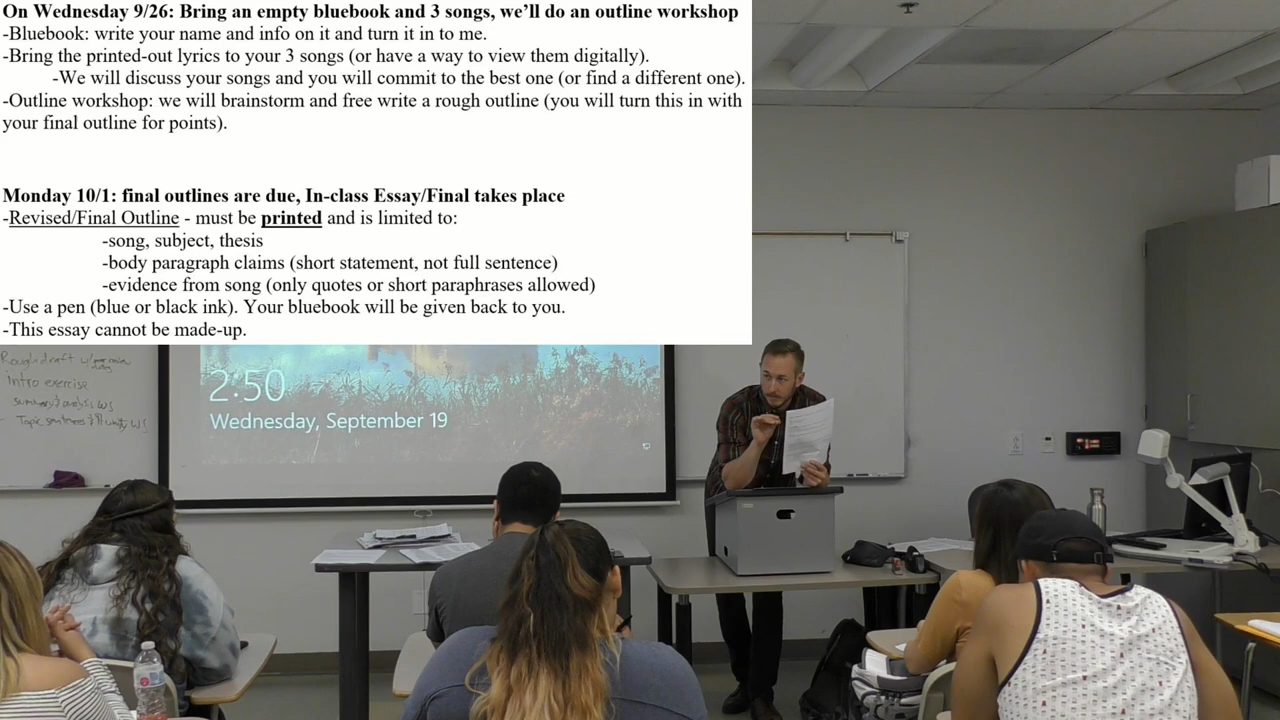 On Wednesday 9/26: Bring an empty bluebook and 3 songs, we'll do an outline workshop
-Bluebook: write your name and info on it and turn it in to me.
-Bring the printed-out lyrics to your 3 songs (or have a way to view them digitally).
-We will discuss your songs and you will commit to the best one (or find a different one).
-Outline workshop: we will brainstorm and free write a rough outline (you will turn this in with
your final outline for points).
Monday 10/1: final outlines are due, In-class Essay/Final takes place
-Revised/Final Outline - must be printed and is limited to:
-song, subject, thesis
-body paragraph claims (short statement, not full sentence)
-evidence from song (only quotes or short paraphrases allowed)
-Use a pen (blue or black ink). Your bluebook will be given back to you.
-This essay cannot be made-up.
Rough draft
intro exercise
Topic sentences
2:50
Wednesday, September 19